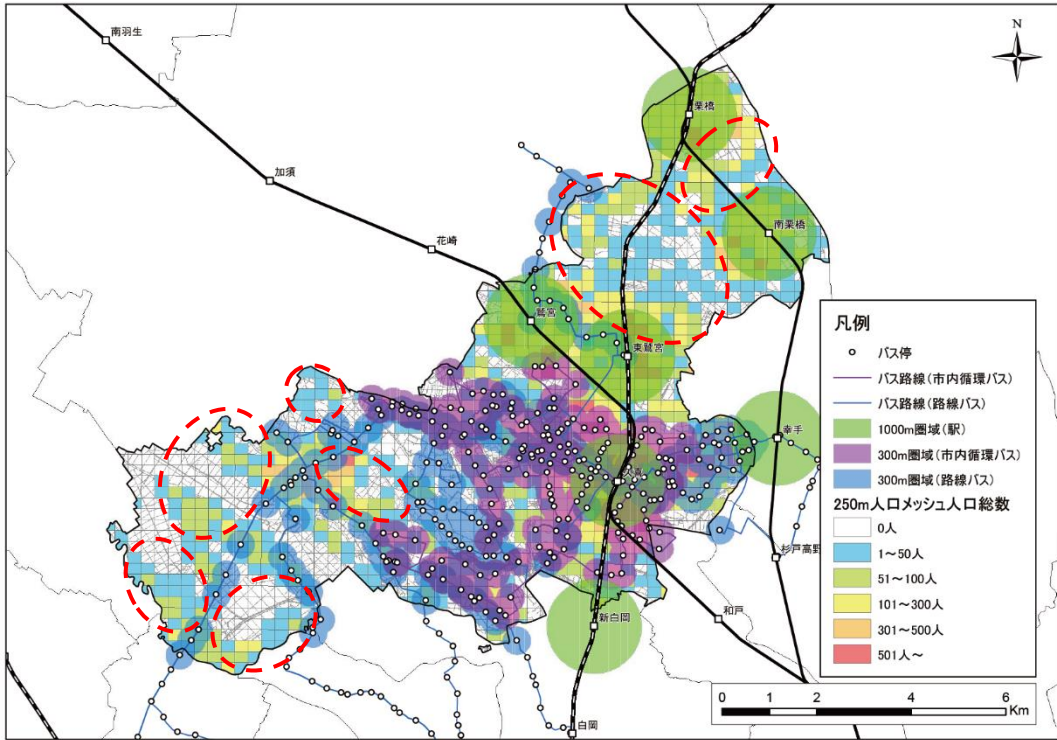 南羽生
N
栗橋
加須
南栗橋
花崎
鷲宮
東鷲宮
幸手
久喜
杉戸高野
和戸
新白岡
白岡
凡例
バス停
バス路線(市内循環バス)
バス路線(路線バス)
1000m圏域(駅)
300m圏域(市内循環バス)
300m圏域(路線バス)
250m人口メッシュ人口総数
0人
1~50人
51~100人
101~300人
301~500人
501人~
0 1 2 4 6
Km